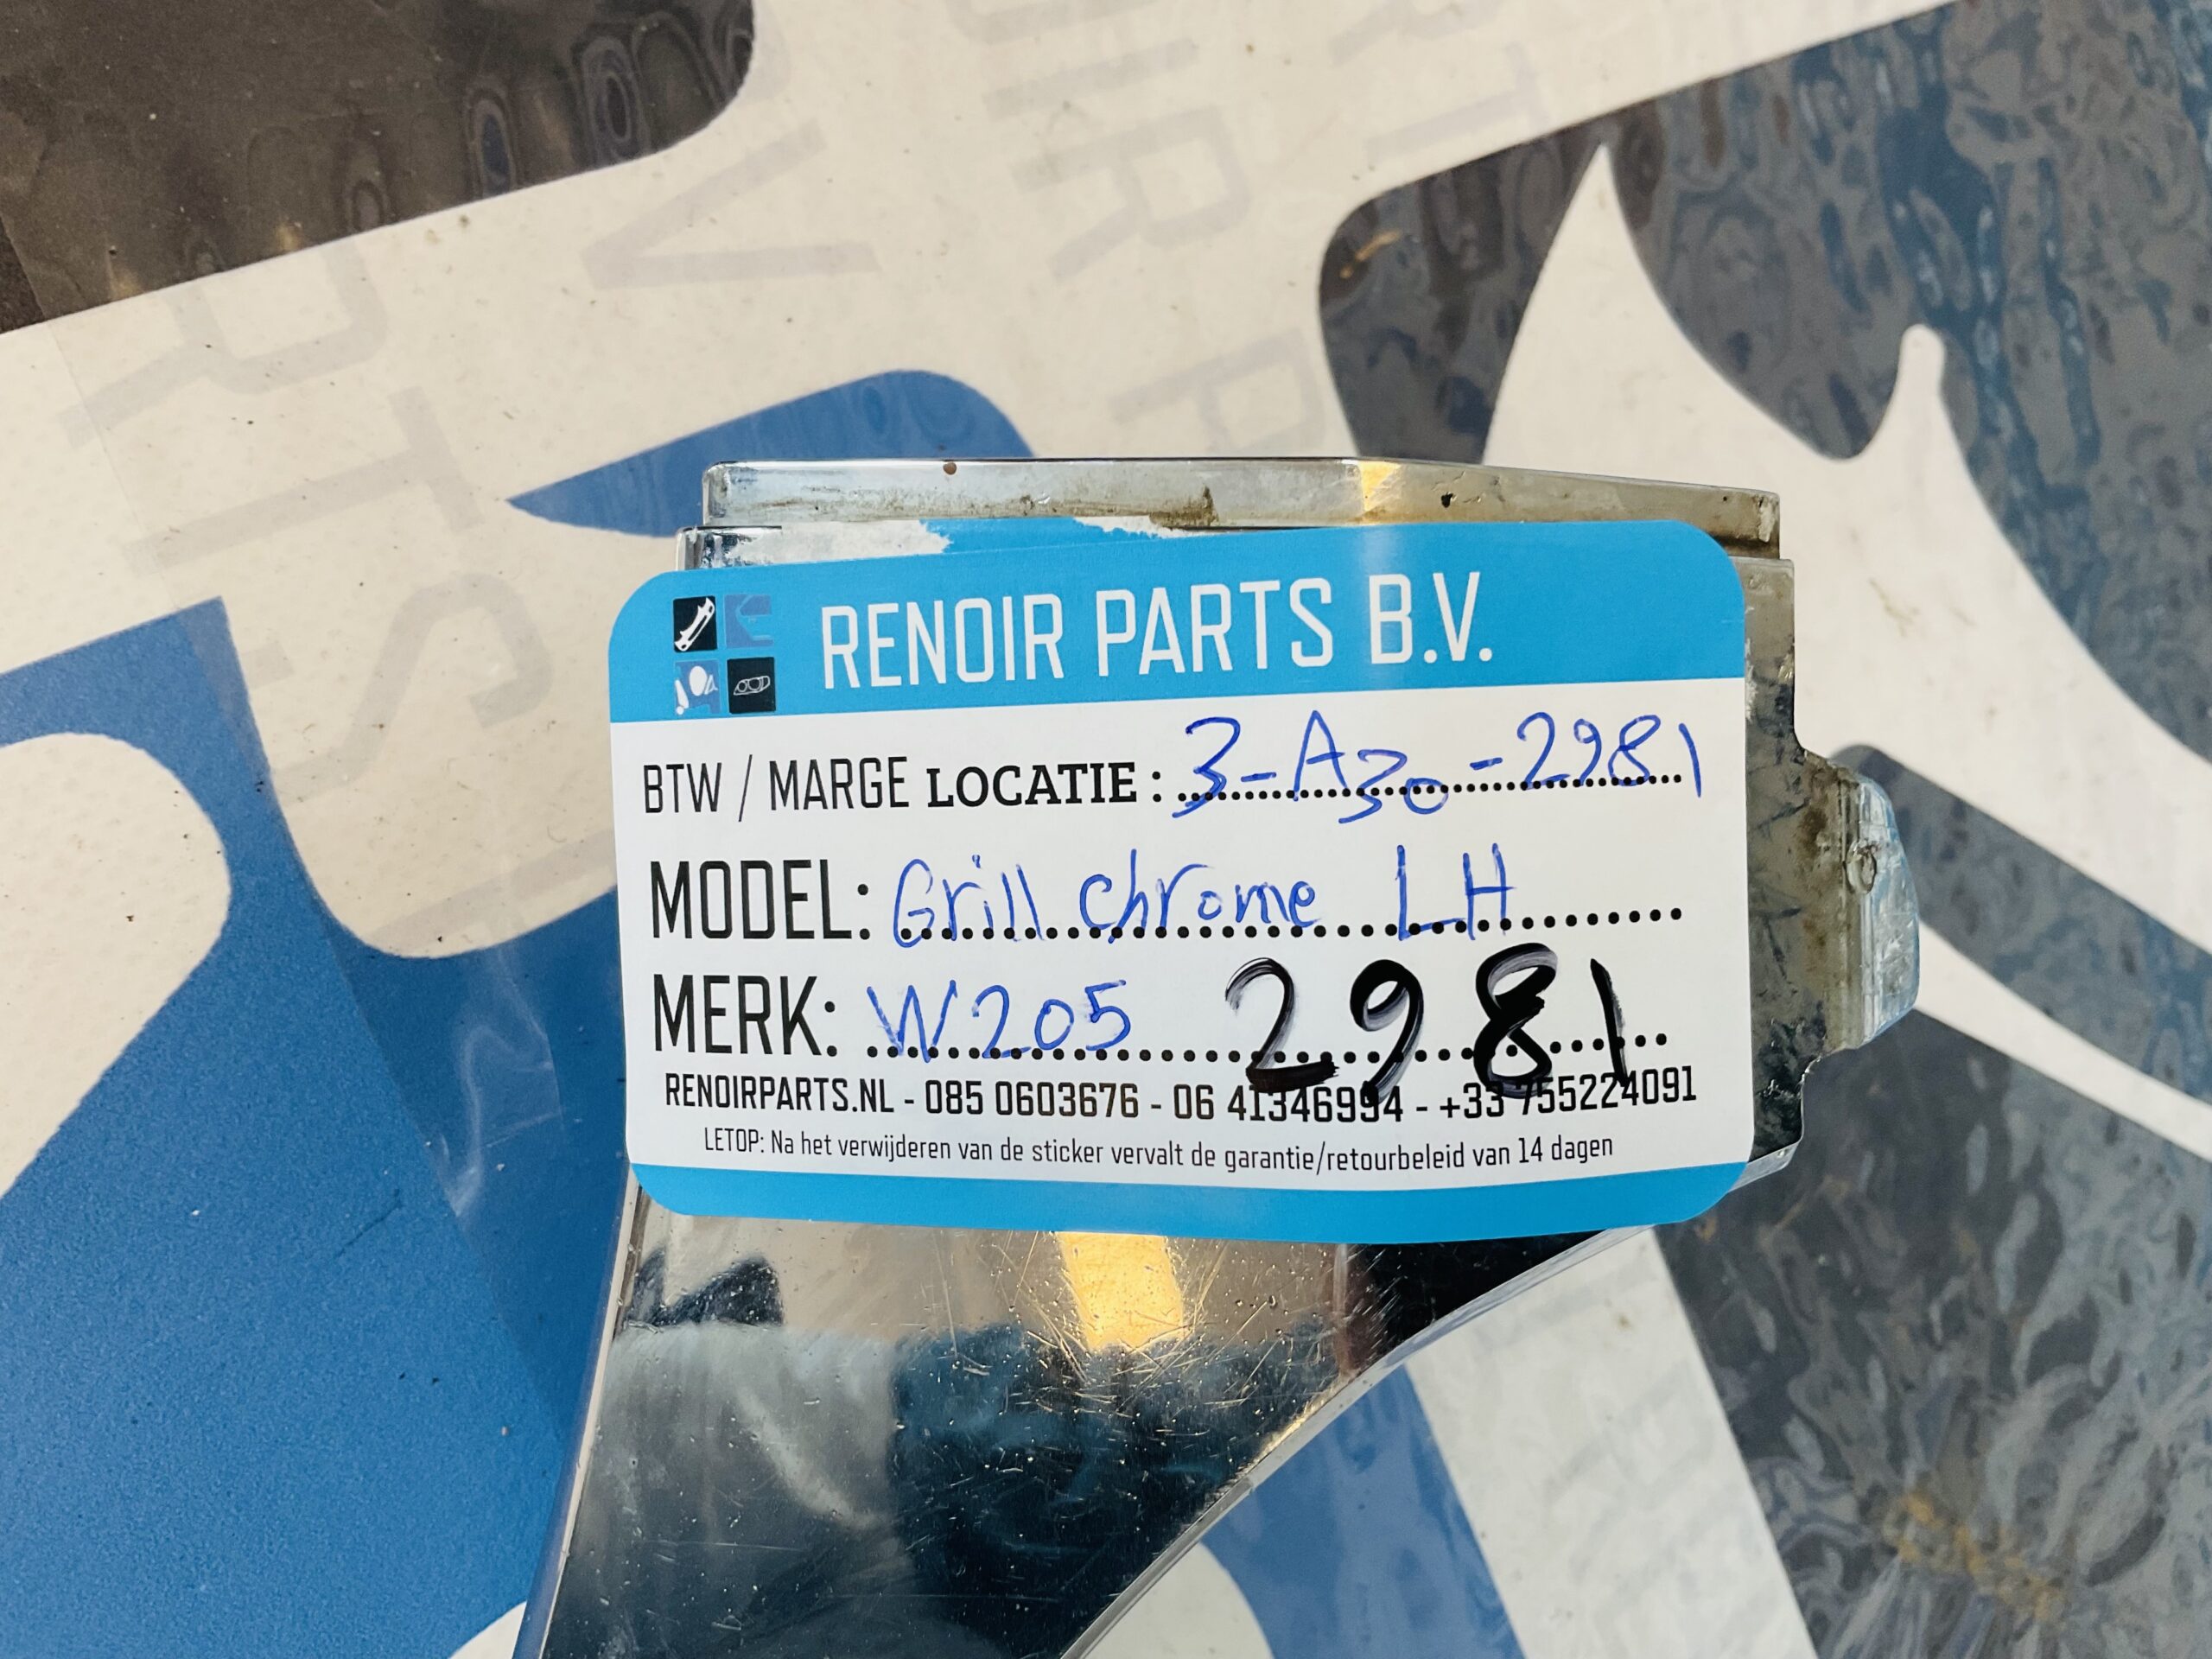 RENOIR PARTS B.V.
BTW / MARGE LOCATIE : 3-A30-2981
MODEL: Grill chrome LH
MERK: W205 2981
RENOIRPARTS.NL - 085 0603676 - 06 41346994 - +33 755224091
LETOP: Na het verwijderen van de sticker vervalt de garantie/retourbeleid van 14 dagen